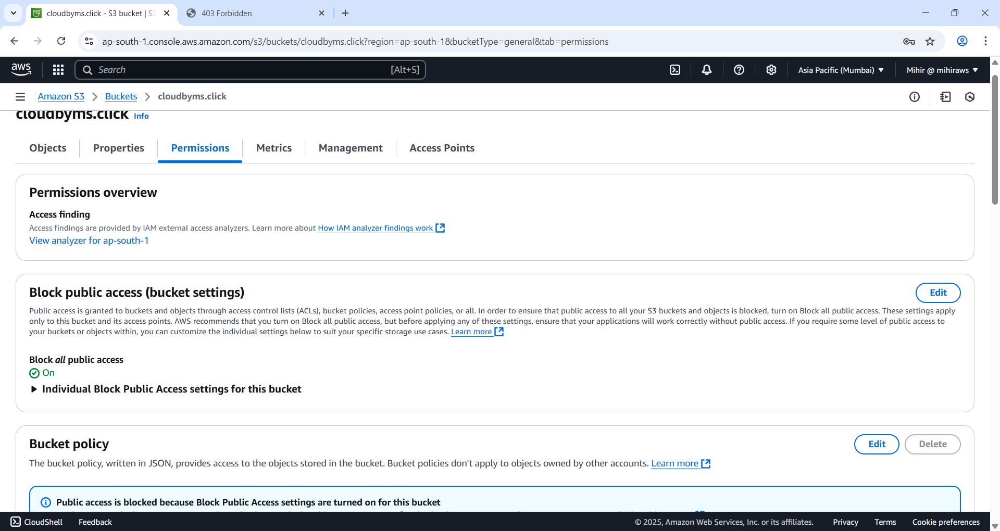 cloudbyms.click - S3 bucket | S3
403 Forbidden
ap-south-1.console.aws.amazon.com/s3/buckets/cloudbyms.click?region=ap-south-1&bucketType=general&tab=permissions
aws
Search
[Alt+S]
Asia Pacific (Mumbai)
Mihir @ mihiraws
Amazon S3
Buckets
cloudbyms.click
cloudbyms.click Info
Objects
Properties
Permissions
Metrics
Management
Access Points
Permissions overview
Access finding
Access findings are provided by IAM external access analyzers. Learn more about How IAM analyzer findings work
View analyzer for ap-south-1
Block public access (bucket settings)
Edit
Public access is granted to buckets and objects through access control lists (ACLs), bucket policies, access point policies, or all. In order to ensure that public access to all your S3 buckets and objects is blocked, turn on Block all public access. These settings apply
only to this bucket and its access points. AWS recommends that you turn on Block all public access, but before applying any of these settings, ensure that your applications will work correctly without public access. If you require some level of public access to
your buckets or objects within, you can customize the individual settings below to suit your specific storage use cases. Learn more
Block all public access
On
Individual Block Public Access settings for this bucket
Bucket policy
Edit
Delete
The bucket policy, written in JSON, provides access to the objects stored in the bucket. Bucket policies don't apply to objects owned by other accounts. Learn more
Public access is blocked because Block Public Access settings are turned on for this bucket
CloudShell
Feedback
© 2025, Amazon Web Services, Inc. or its affiliates.
Privacy
Terms
Cookie preferences